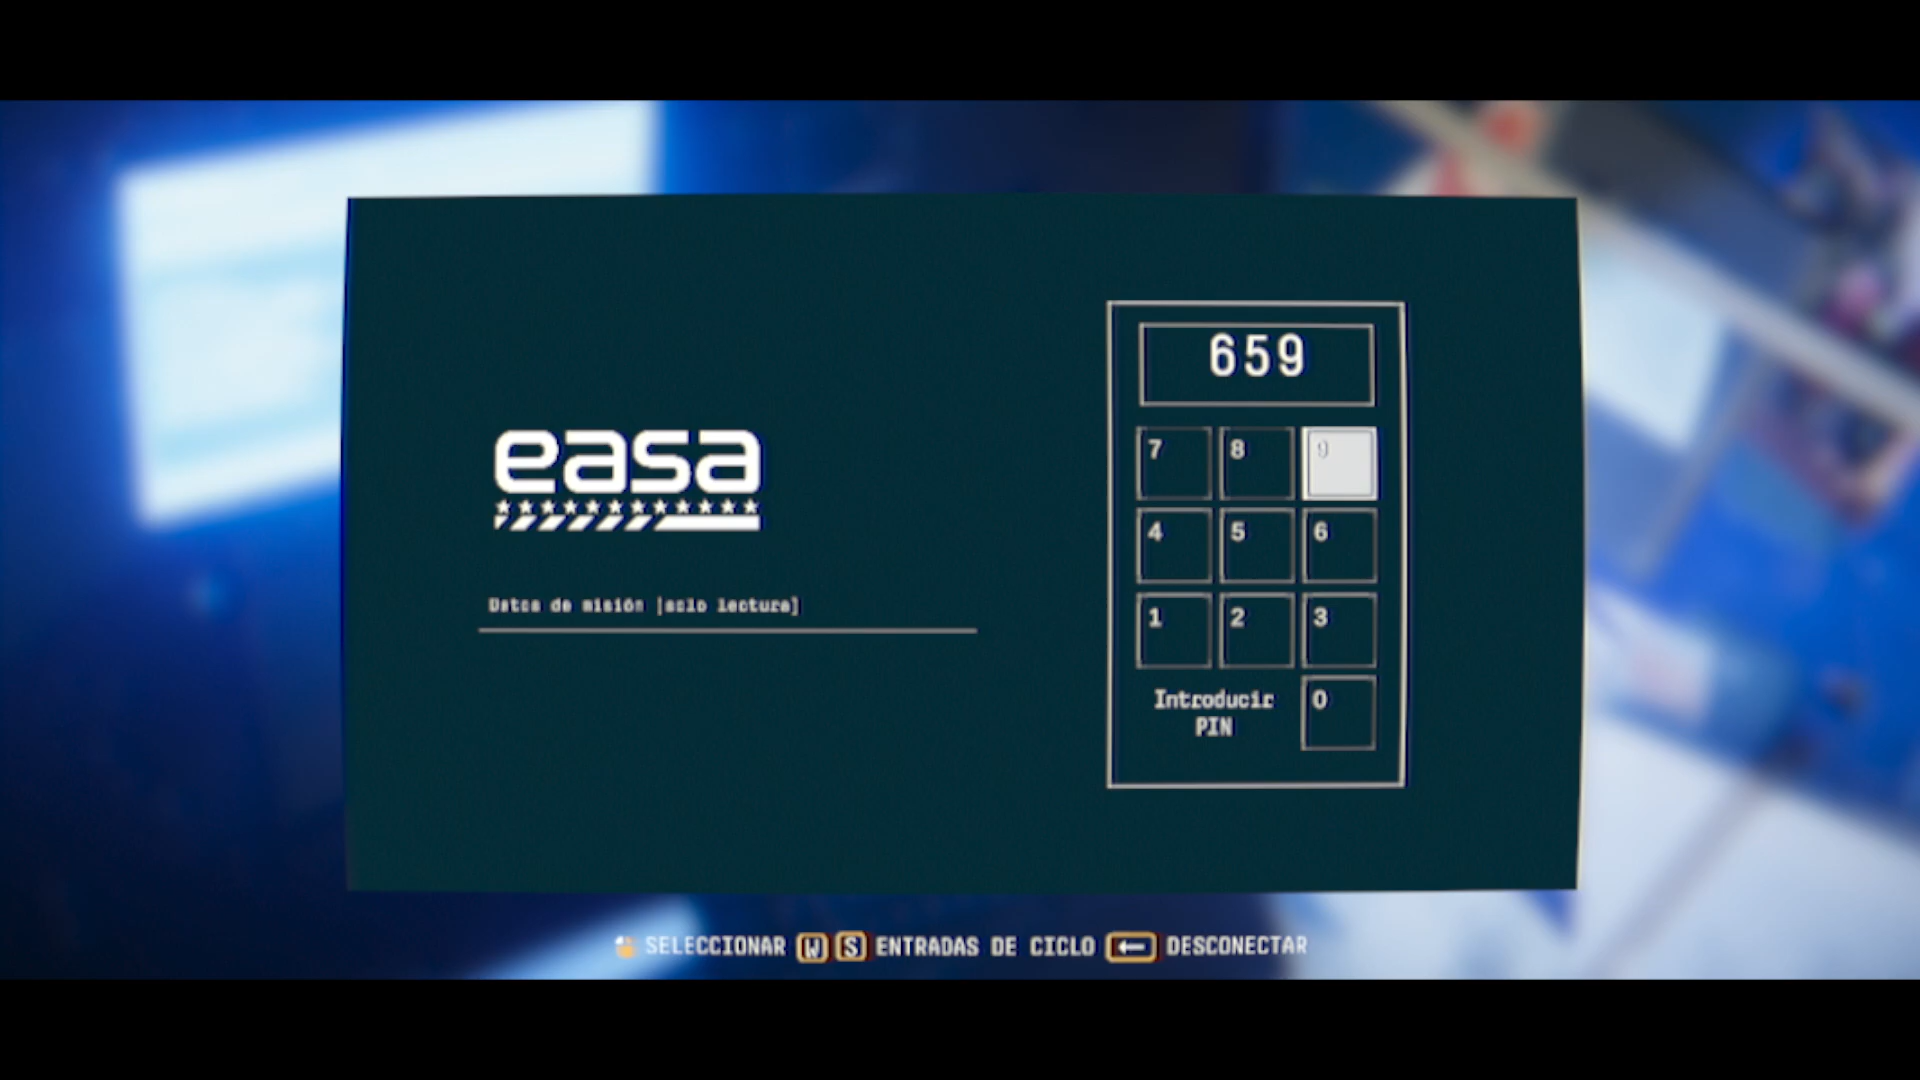 659
7 8 9
easa
4 5 6
Datos de misión [solo lectura]
1 2 3
Introducir
PIN
0
SELECCIONAR W S ENTRADAS DE CICLO ← DESCONECTAR